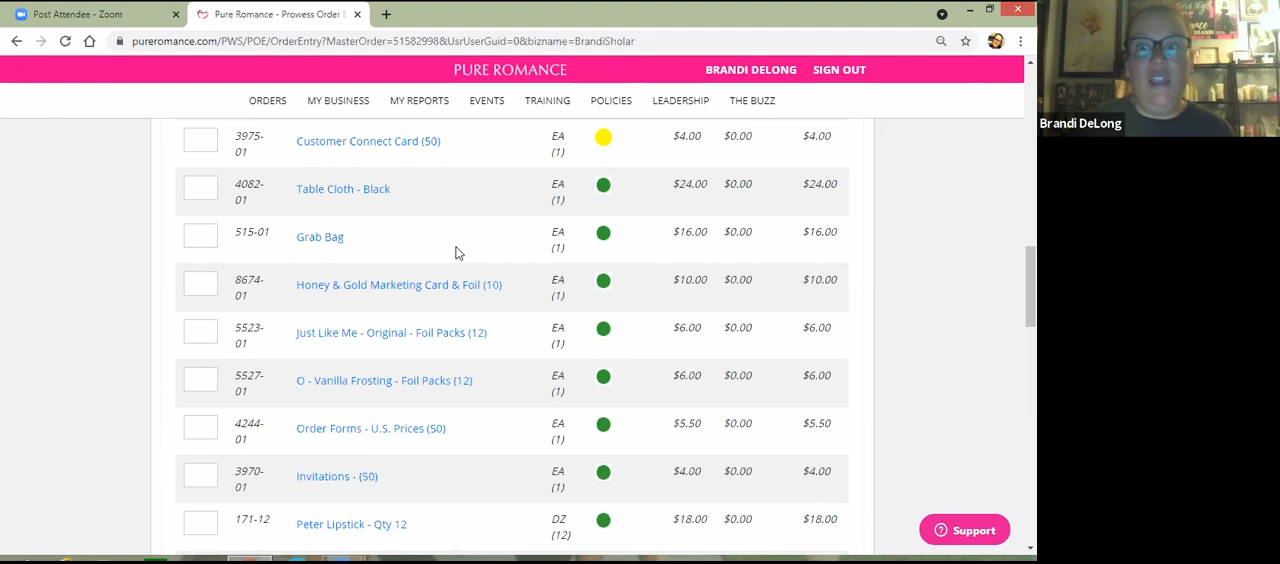 Post Attendee - Zoom
Pure Romance - Prowess Order E
pureromance.com/PWS/POE/OrderEntry?MasterOrder=51582998&UsrUserGuid=0&bizname=BrandiSholar
PURE ROMANCE BRANDI DELONG SIGN OUT
ORDERS MY BUSINESS MY REPORTS EVENTS TRAINING POLICIES LEADERSHIP THE BUZZ
Brandi DeLong
3975-01 Customer Connect Card (50) EA (1) $4.00 $0.00 $4.00
4082-01 Table Cloth - Black EA (1) $24.00 $0.00 $24.00
515-01 Grab Bag EA (1) $16.00 $0.00 $16.00
8674-01 Honey & Gold Marketing Card & Foil (10) EA (1) $10.00 $0.00 $10.00
5523-01 Just Like Me - Original - Foil Packs (12) EA (1) $6.00 $0.00 $6.00
5527-01 O - Vanilla Frosting - Foil Packs (12) EA (1) $6.00 $0.00 $6.00
4244-01 Order Forms - U.S. Prices (50) EA (1) $5.50 $0.00 $5.50
3970-01 Invitations - (50) EA (1) $4.00 $0.00 $4.00
171-12 Peter Lipstick - Qty 12 DZ (12) $18.00 $0.00 $18.00
Support